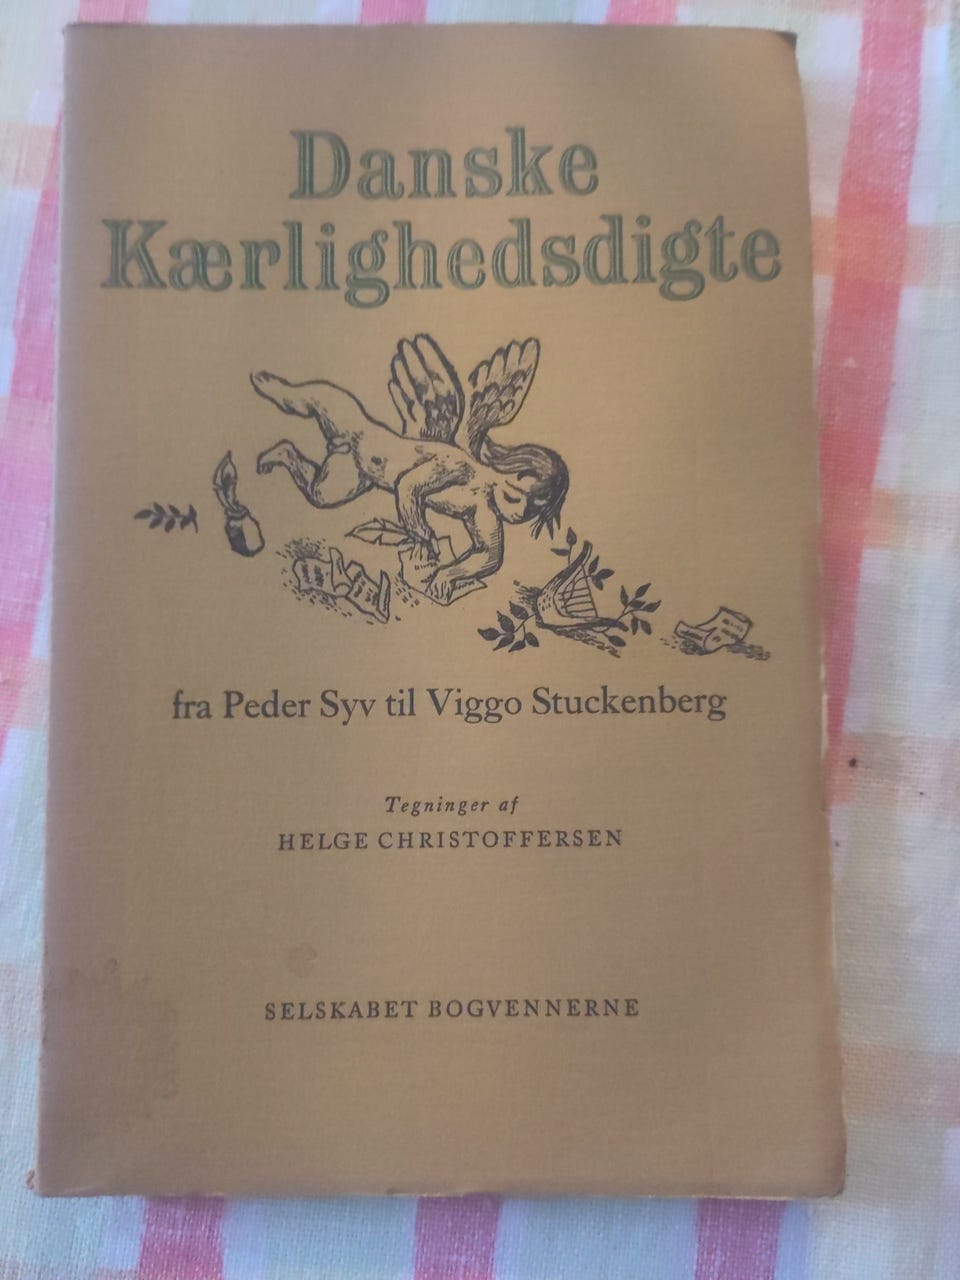 Danske
Kærlighedsdigte
fra Peder Syv til Viggo Stuckenberg
Tegninger af
HELGE CHRISTOFFERSEN
SELSKABET BOGVENNERNE